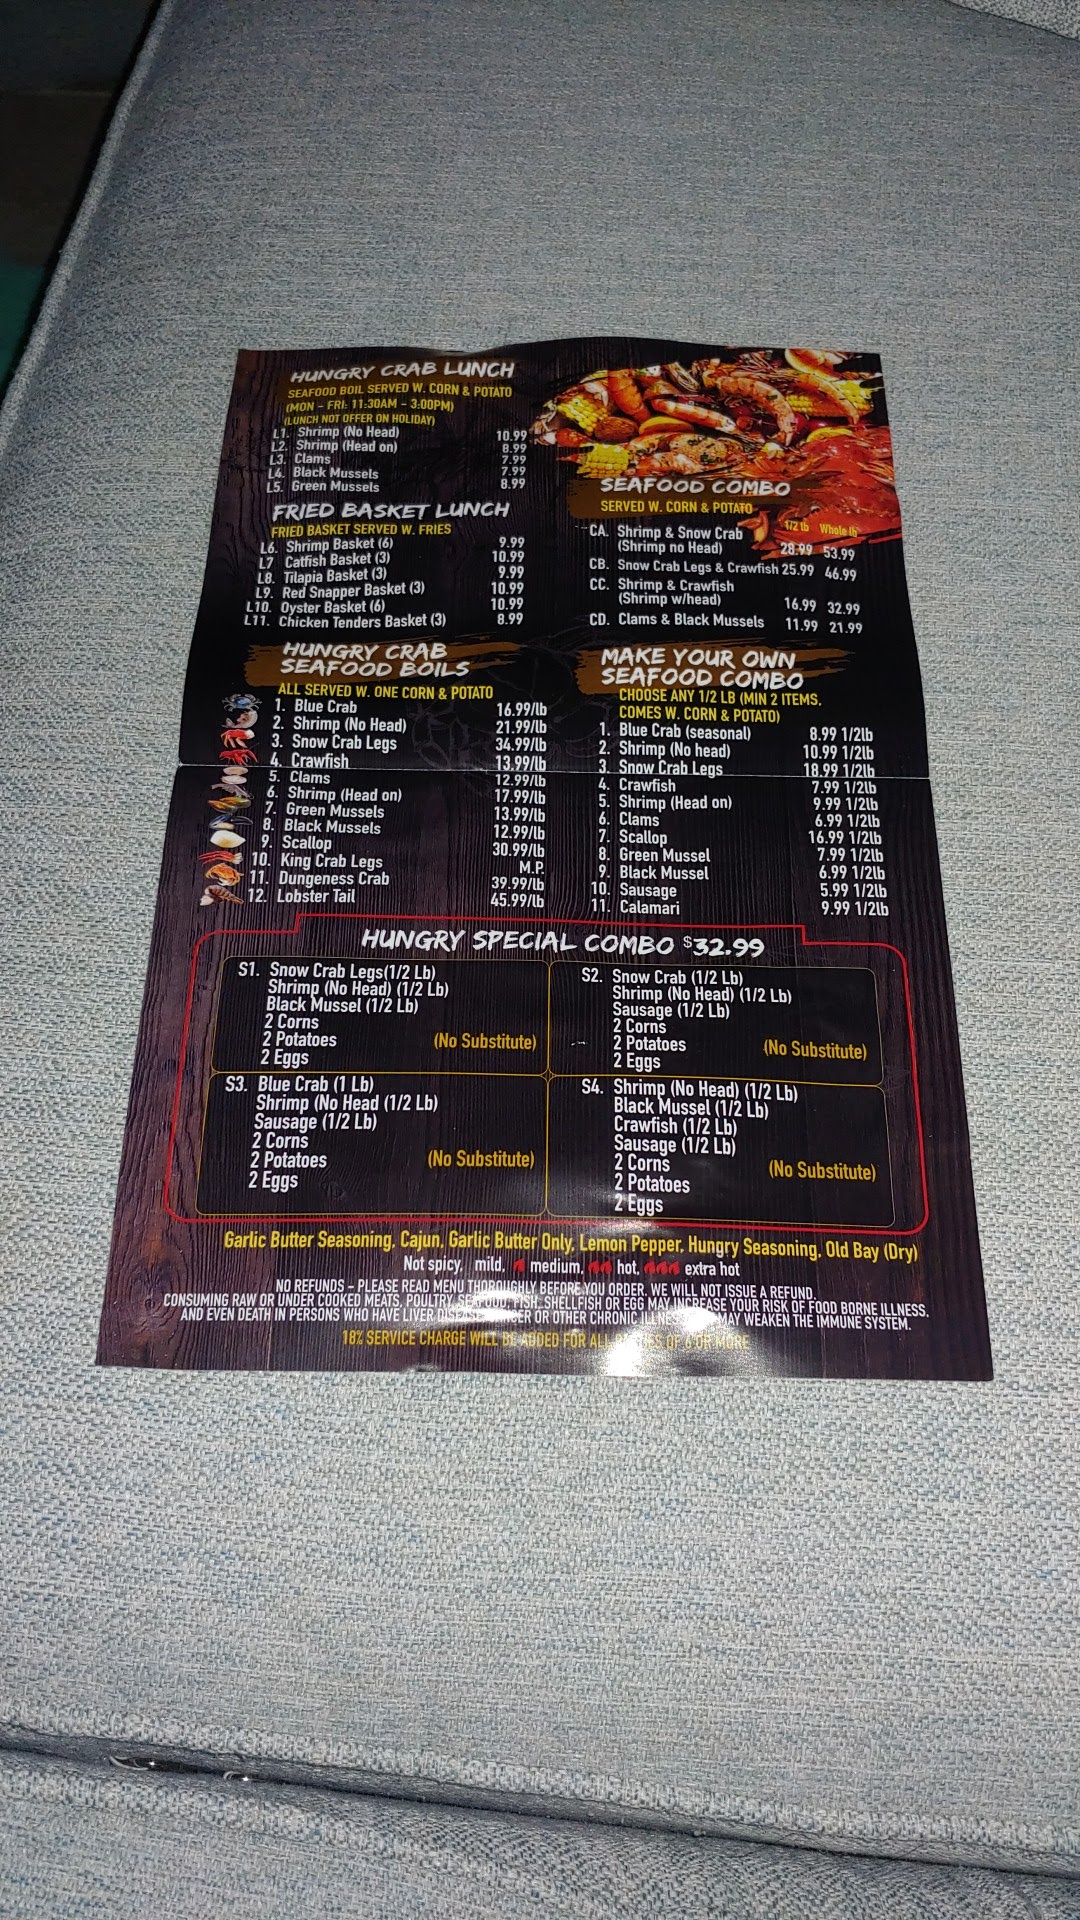 HUNGRY CRAB LUNCH
SEAFOOD BOIL SERVED W. CORN & POTATO
(MON - FRI: 11:30AM - 3:00PM)
(LUNCH NOT OFFER ON HOLIDAY)
L1. Shrimp (No Head) 10.99
L2. Shrimp (Head on) 8.99
L3. Clams 7.99
L4. Black Mussels 7.99
L5. Green Mussels 8.99
FRIED BASKET LUNCH
FRIED BASKET SERVED W. FRIES
L6. Shrimp Basket (6) 9.99
L7 Catfish Basket (3) 10.99
L8. Tilapia Basket (3) 9.99
L9. Red Snapper Basket (3) 10.99
L10. Oyster Basket (6) 10.99
L11. Chicken Tenders Basket (3) 8.99
SEAFOOD COMBO
SERVED W. CORN & POTATO
1/2 lb Whole lb
CA. Shrimp & Snow Crab
(Shrimp no Head) 28.99 53.99
CB. Snow Crab Legs & Crawfish 25.99 46.99
CC. Shrimp & Crawfish
(Shrimp w/head) 16.99 32.99
CD. Clams & Black Mussels 11.99 21.99
HUNGRY CRAB
SEAFOOD BOILS
ALL SERVED W. ONE CORN & POTATO
1. Blue Crab 16.99/lb
2. Shrimp (No Head) 21.99/lb
3. Snow Crab Legs 34.99/lb
4. Crawfish 13.99/lb
5. Clams 12.99/lb
6. Shrimp (Head on) 17.99/lb
7. Green Mussels 13.99/lb
8. Black Mussels 12.99/lb
9. Scallop 30.99/lb
10. King Crab Legs M.P.
11. Dungeness Crab 39.99/lb
12. Lobster Tail 45.99/lb
MAKE YOUR OWN
SEAFOOD COMBO
CHOOSE ANY 1/2 LB (MIN 2 ITEMS,
COMES W. CORN & POTATO)
1. Blue Crab (seasonal) 8.99 1/2lb
2. Shrimp (No head) 10.99 1/2lb
3. Snow Crab Legs 18.99 1/2lb
4. Crawfish 7.99 1/2lb
5. Shrimp (Head on) 9.99 1/2lb
6. Clams 6.99 1/2lb
7. Scallop 16.99 1/2lb
8. Green Mussel 7.99 1/2lb
9. Black Mussel 6.99 1/2lb
10. Sausage 5.99 1/2lb
11. Calamari 9.99 1/2lb
HUNGRY SPECIAL COMBO $32.99
S1. Snow Crab Legs(1/2 Lb)
Shrimp (No Head) (1/2 Lb)
Black Mussel (1/2 Lb)
2 Corns
2 Potatoes (No Substitute)
2 Eggs
S2. Snow Crab (1/2 Lb)
Shrimp (No Head) (1/2 Lb)
Sausage (1/2 Lb)
2 Corns
2 Potatoes (No Substitute)
2 Eggs
S3. Blue Crab (1 Lb)
Shrimp (No Head (1/2 Lb)
Sausage (1/2 Lb)
2 Corns
2 Potatoes (No Substitute)
2 Eggs
S4. Shrimp (No Head) (1/2 Lb)
Black Mussel (1/2 Lb)
Crawfish (1/2 Lb)
Sausage (1/2 Lb)
2 Corns (No Substitute)
2 Potatoes
2 Eggs
Garlic Butter Seasoning, Cajun, Garlic Butter Only, Lemon Pepper, Hungry Seasoning, Old Bay (Dry)
Not spicy, mild, medium, hot, extra hot
NO REFUNDS - PLEASE READ MENU THOROUGHLY BEFORE YOU ORDER. WE WILL NOT ISSUE A REFUND.
CONSUMING RAW OR UNDER COOKED MEATS, POULTRY, SEAFOOD, FISH, SHELLFISH OR EGG MAY INCREASE YOUR RISK OF FOOD BORNE ILLNESS.
AND EVEN DEATH IN PERSONS WHO HAVE LIVER OR OTHER CHRONIC MAY WEAKEN THE IMMUNE SYSTEM.
18% SERVICE CHARGE WILL BE ADDED FOR ALL OF 6 OR MORE